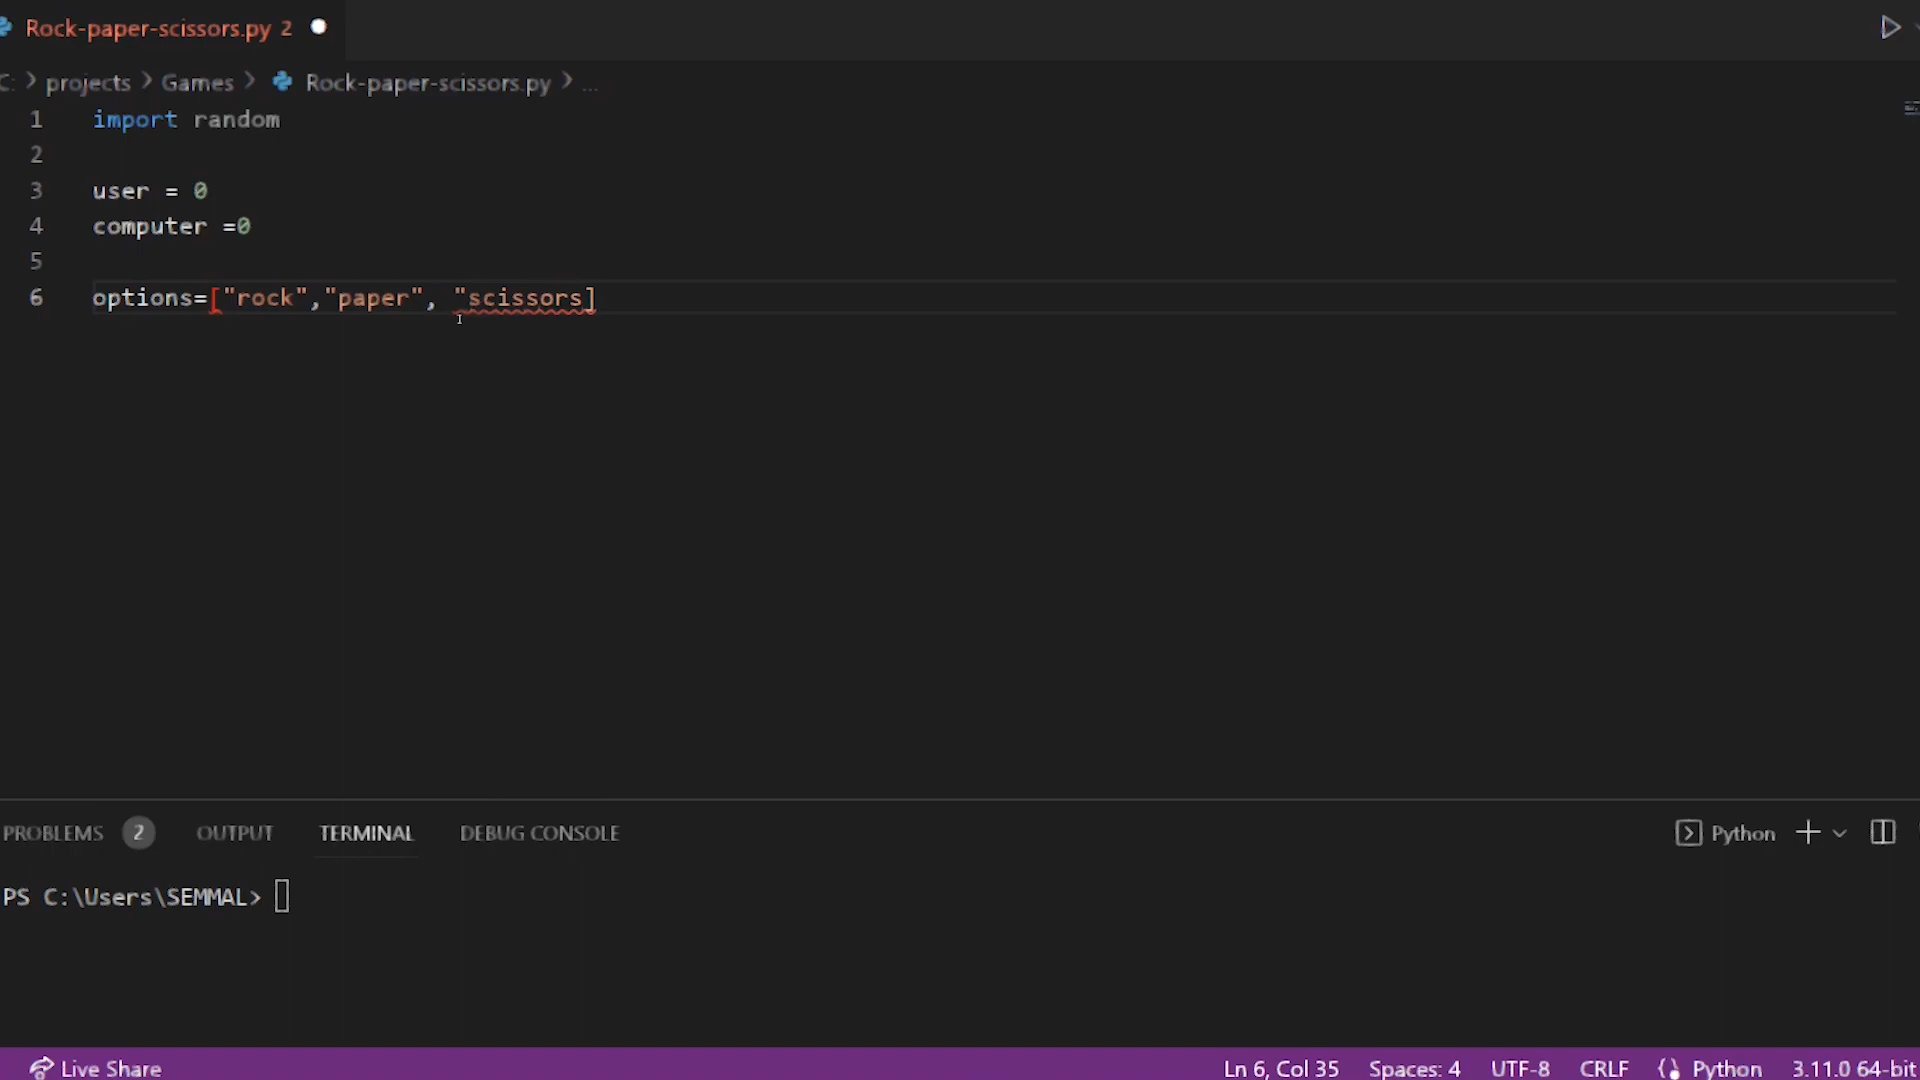 Rock-paper-scissors.py 2
C: > projects > Games > Rock-paper-scissors.py > ...
1 import random
2
3 user = 0
4 computer =0
5
6 options=["rock","paper", "scissors]
PROBLEMS 2 OUTPUT TERMINAL DEBUG CONSOLE Python
PS C:\Users\SEMMAL>
Live Share Ln 6, Col 35 Spaces: 4 UTF-8 CRLF Python 3.11.0 64-bit